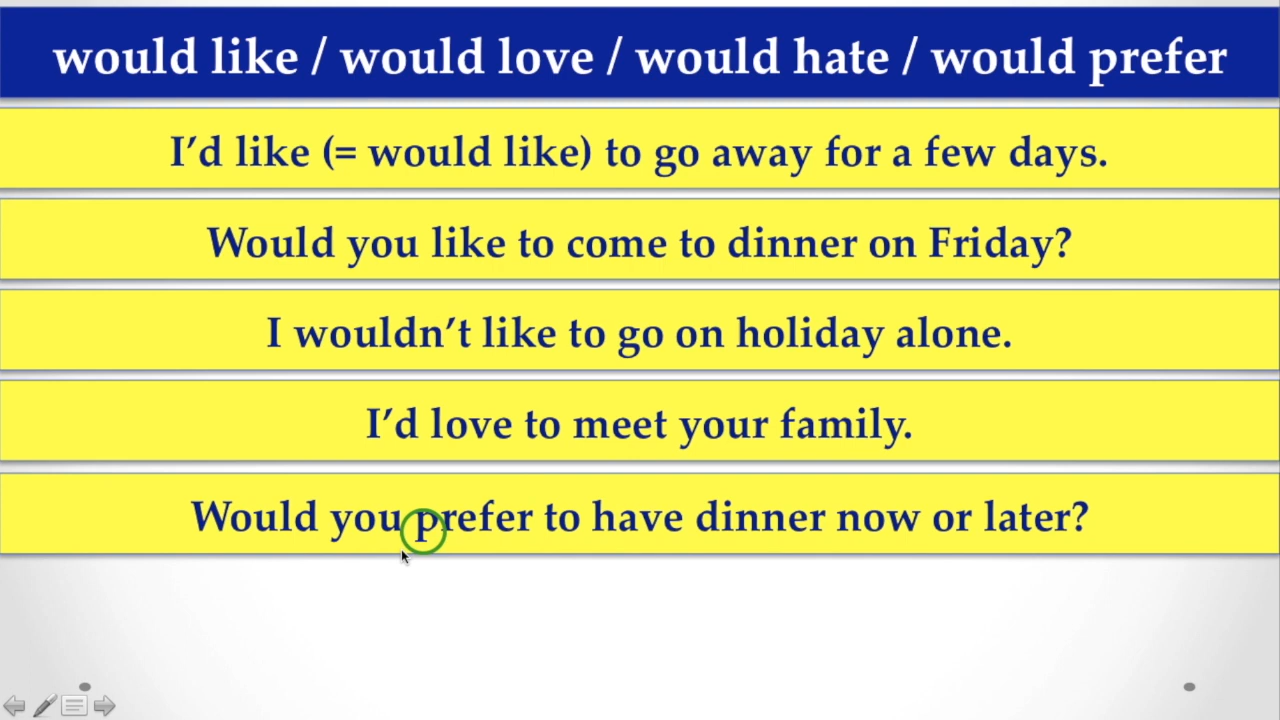 would like / would love / would hate / would prefer
I’d like (= would like) to go away for a few days.
Would you like to come to dinner on Friday?
I wouldn’t like to go on holiday alone.
I’d love to meet your family.
Would you prefer to have dinner now or later?